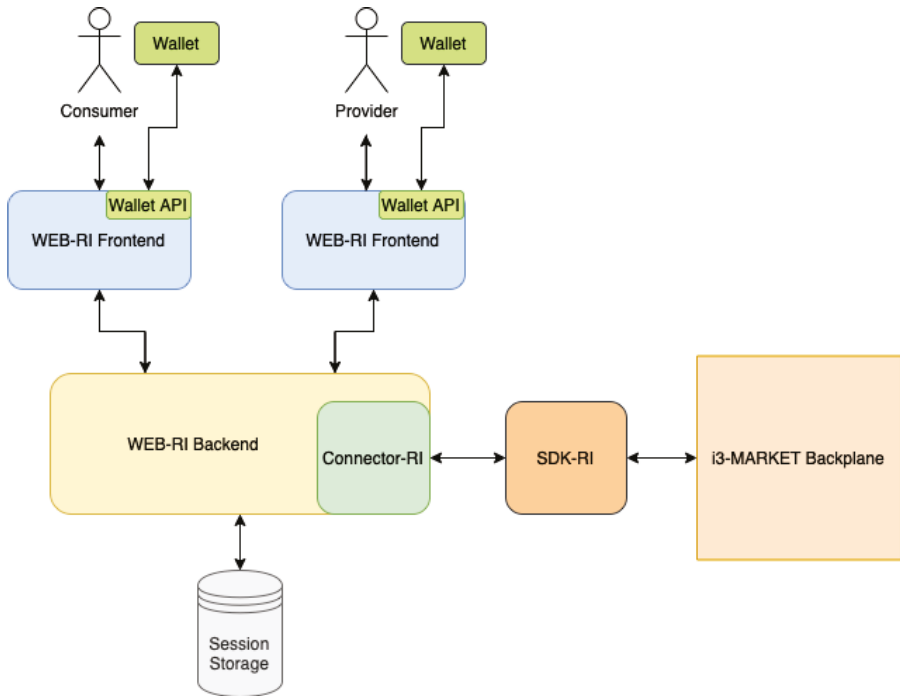 Wallet
Wallet
Consumer
Provider
Wallet API
Wallet API
WEB-RI Frontend
WEB-RI Frontend
WEB-RI Backend
Connector-RI
SDK-RI
i3-MARKET Backplane
Session
Storage